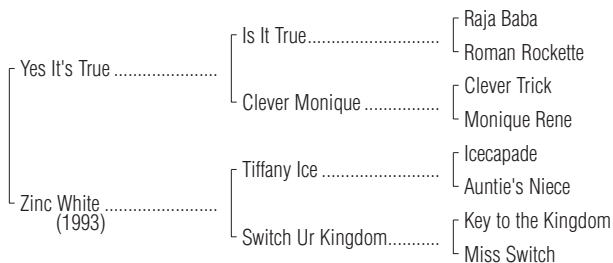 Raja Baba
Is It True
Roman Rockette
Yes It's True
Clever Trick
Clever Monique
Monique Rene
Icecapade
Tiffany Ice
Auntie's Niece
Zinc White
(1993)
Key to the Kingdom
Switch Ur Kingdom
Miss Switch